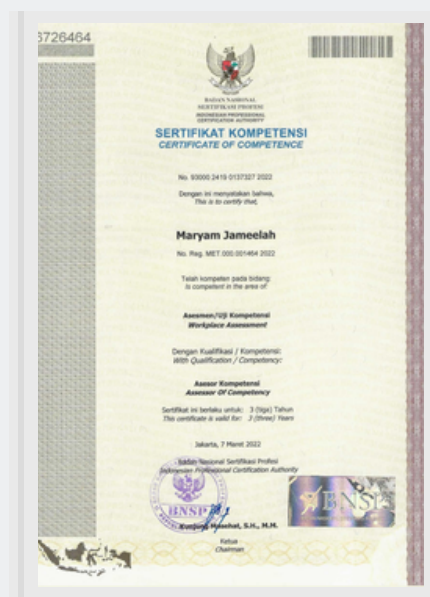 6726464
BADAN NASIONAL
SERTIFIKASI PROFESI
INDONESIAN PROFESSIONAL
CERTIFICATION AUTHORITY
SERTIFIKAT KOMPETENSI
CERTIFICATE OF COMPETENCE
No. 93000 2419 0137327 2022
Dengan ini menyatakan bahwa,
This is to certify that,
Maryam Jameelah
No. Reg. MET.000.001464 2022
Telah kompeten pada bidang:
Is competent in the area of:
Asesmen/Uji Kompetensi
Workplace Assessment
Dengan Kualifikasi / Kompetensi:
With Qualification / Competency:
Asesor Kompetensi
Assessor Of Competency
Sertifikat ini berlaku untuk: 3 (tiga) Tahun
This certificate is valid for: 3 (three) Years
Jakarta, 7 Maret 2022
Badan Nasional Sertifikasi Profesi
Indonesian Professional Certification Authority
BNSP
BNSP
Kunjung Masehat, S.H., M.M.
Ketua
Chairman